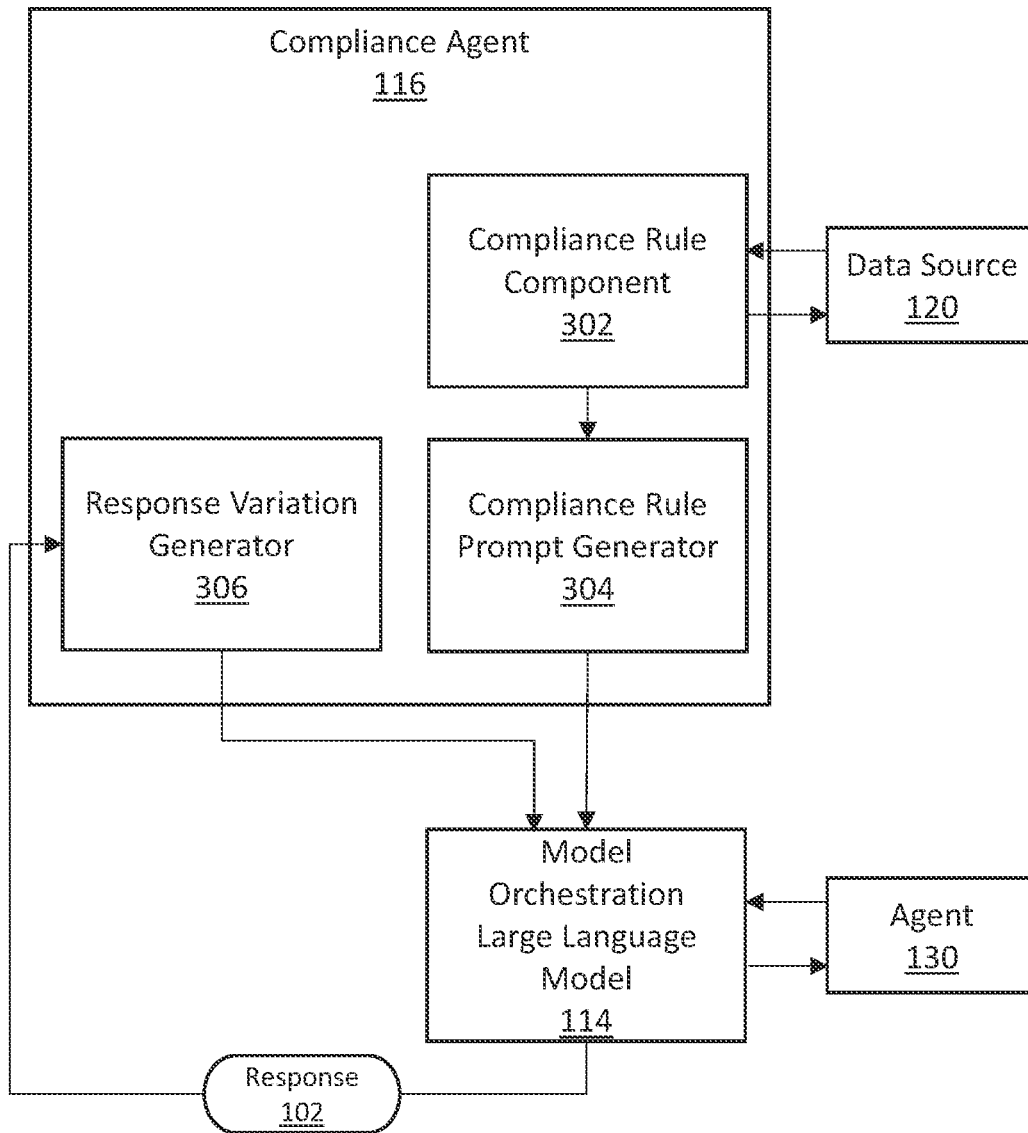 Compliance Agent
116
Compliance Rule
Component
302
Data Source
120
Response Variation
Generator
306
Compliance Rule
Prompt Generator
304
Model
Orchestration
Large Language
Model
114
Agent
130
Response
102